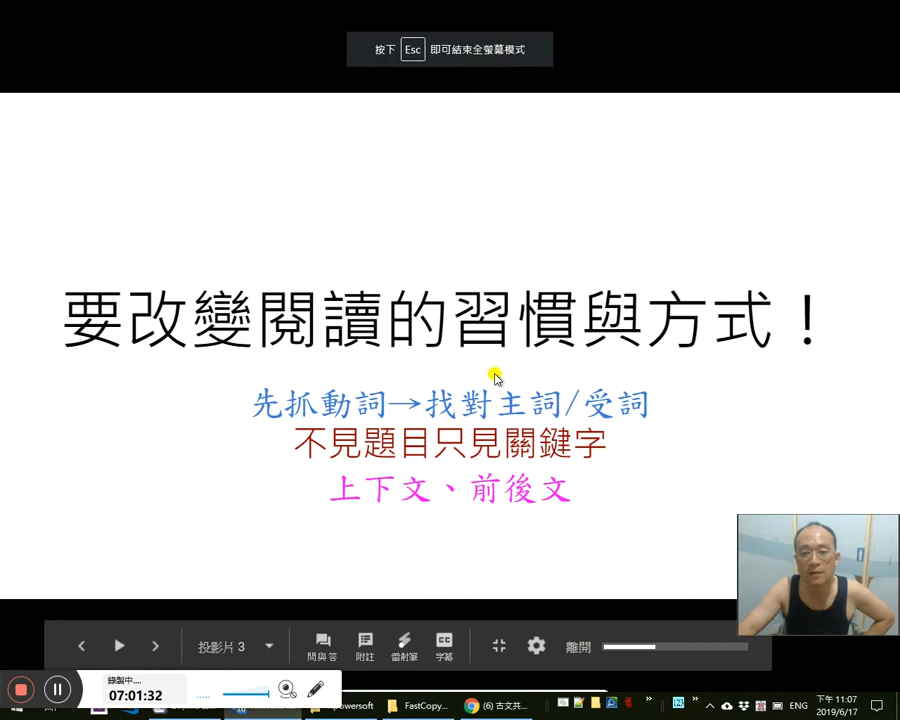 按下 Esc 即可結束全螢幕模式
要改變閱讀的習慣與方式！
先抓動詞→找對主詞/受詞
不見題目只見關鍵字
上下文、前後文
投影片 3
問與答 附註 雷射筆 字幕
離開
錄製中....
07:01:32
powersoft
FastCopy...
(6) 古文共...
ENG
下午 11:07
2019/6/17